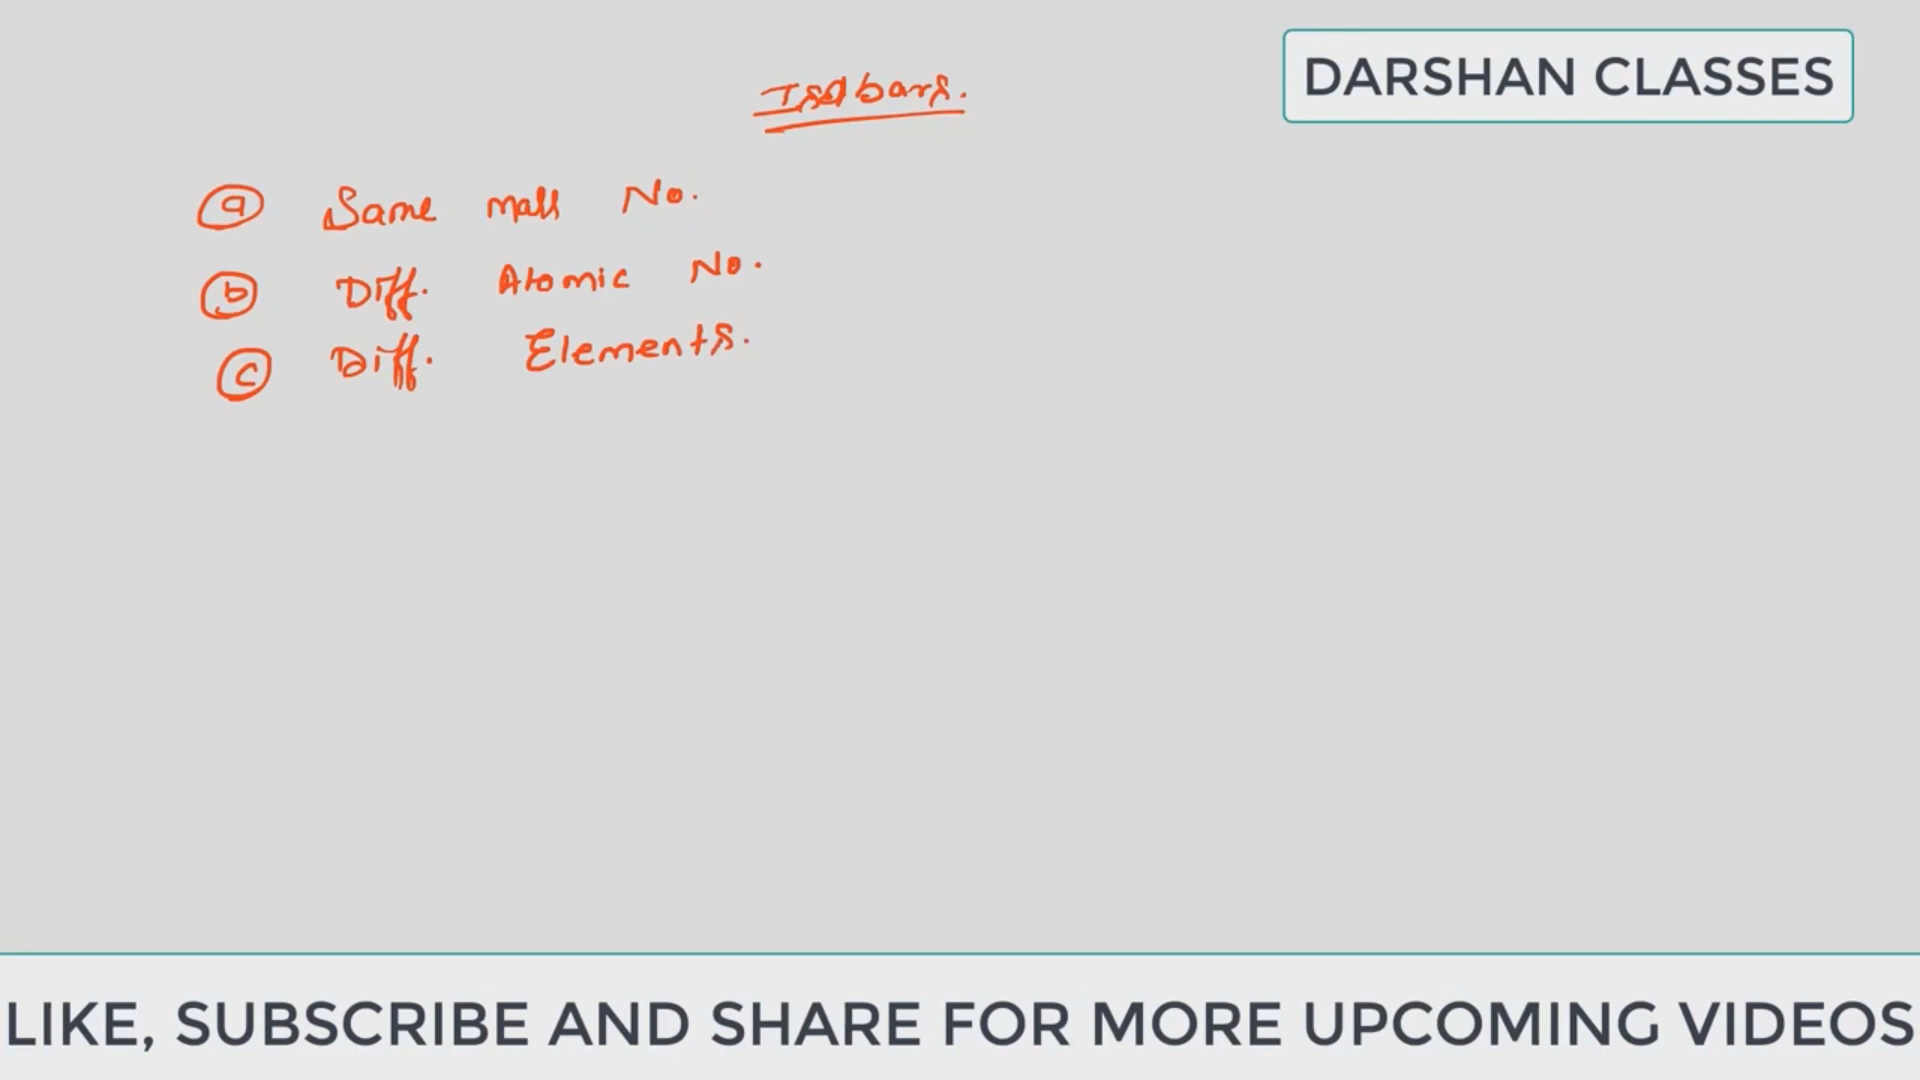 DARSHAN CLASSES
Isobars.
a Same mass No.
b Diff. Atomic No.
c Diff. Elements.
LIKE, SUBSCRIBE AND SHARE FOR MORE UPCOMING VIDEOS